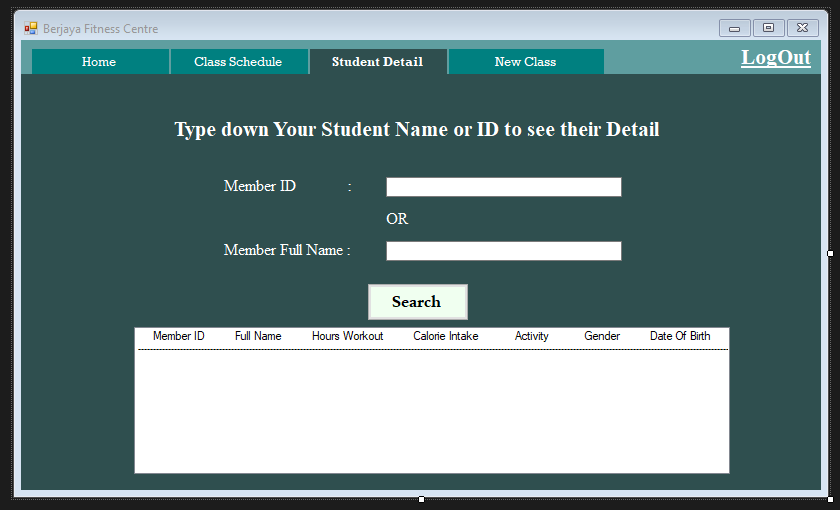 Berjaya Fitness Centre
Home Class Schedule Student Detail New Class LogOut
Type down Your Student Name or ID to see their Detail
Member ID :
OR
Member Full Name :
Search
Member ID Full Name Hours Workout Calorie Intake Activity Gender Date Of Birth